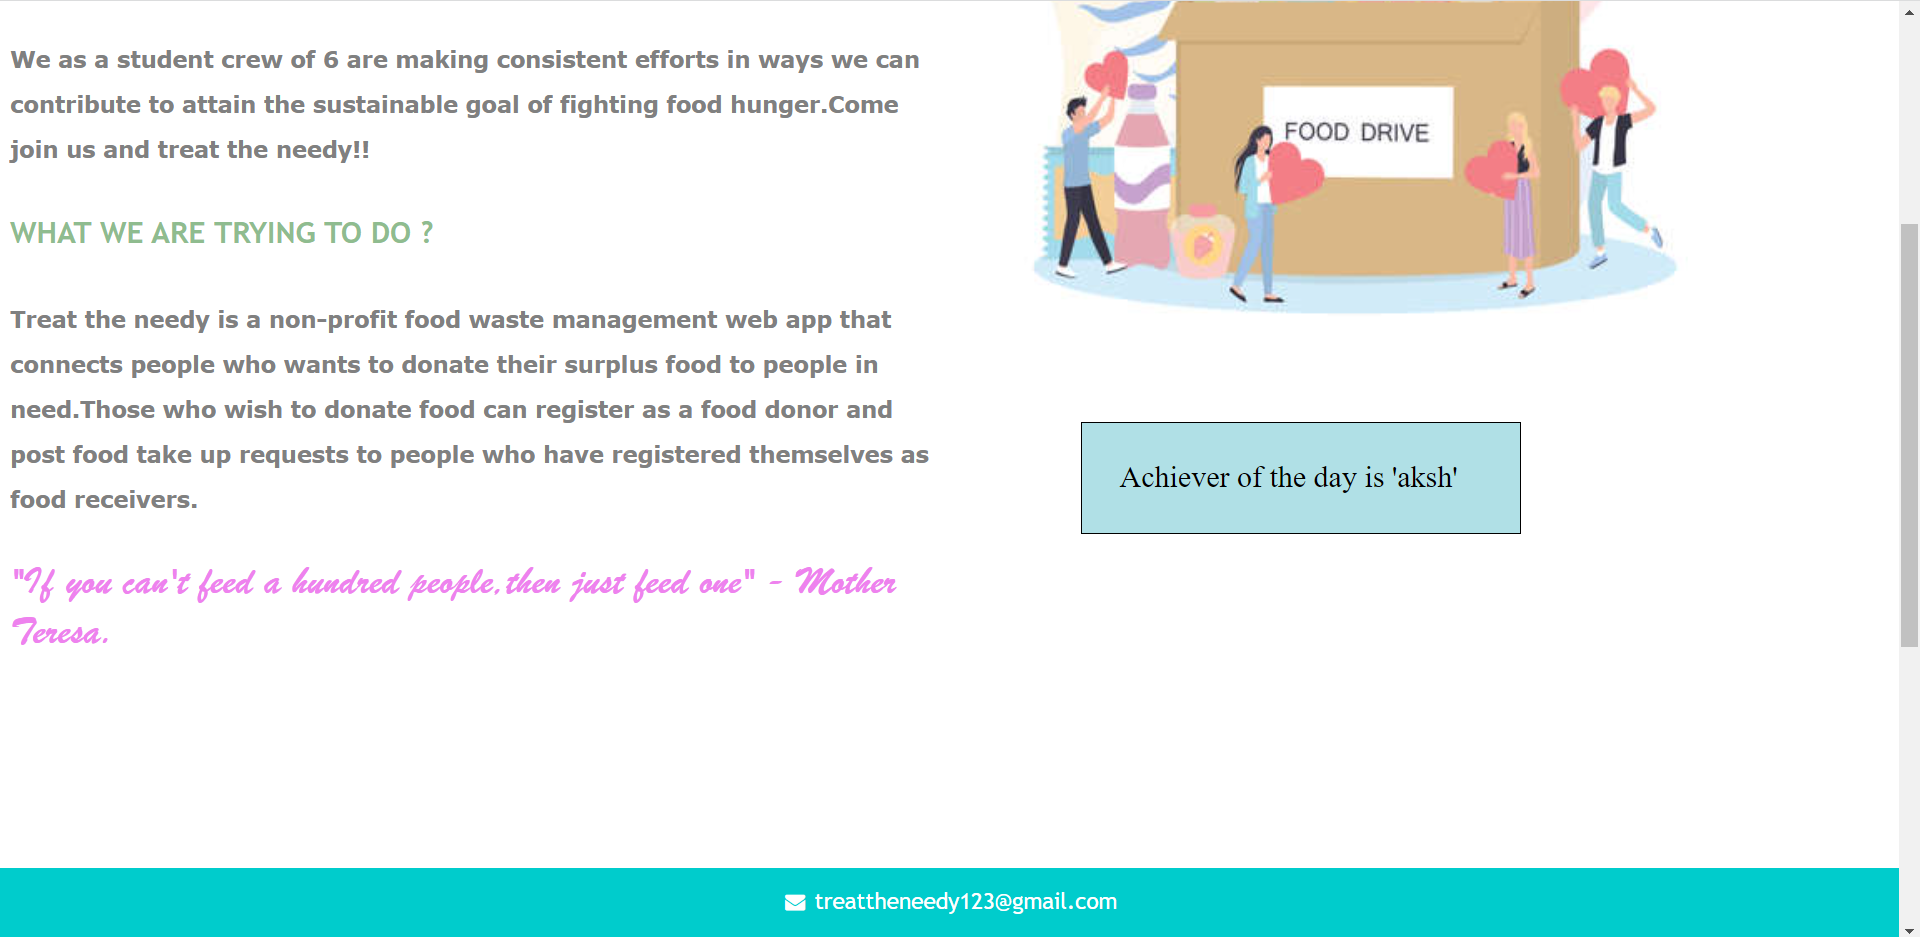 We as a student crew of 6 are making consistent efforts in ways we can
contribute to attain the sustainable goal of fighting food hunger.Come
join us and treat the needy!!
WHAT WE ARE TRYING TO DO ?
Treat the needy is a non-profit food waste management web app that
connects people who wants to donate their surplus food to people in
need.Those who wish to donate food can register as a food donor and
post food take up requests to people who have registered themselves as
food receivers.
"If you can't feed a hundred people,then just feed one" - Mother
Teresa.
FOOD DRIVE
Achiever of the day is 'aksh'
treattheneedy123@gmail.com